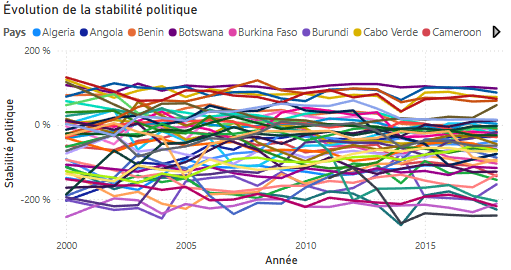 Évolution de la stabilité politique
Pays Algeria Angola Benin Botswana Burkina Faso Burundi Cabo Verde Cameroon
200 %
0 %
-200 %
Stabilité politique
2000 2005 2010 2015
Année